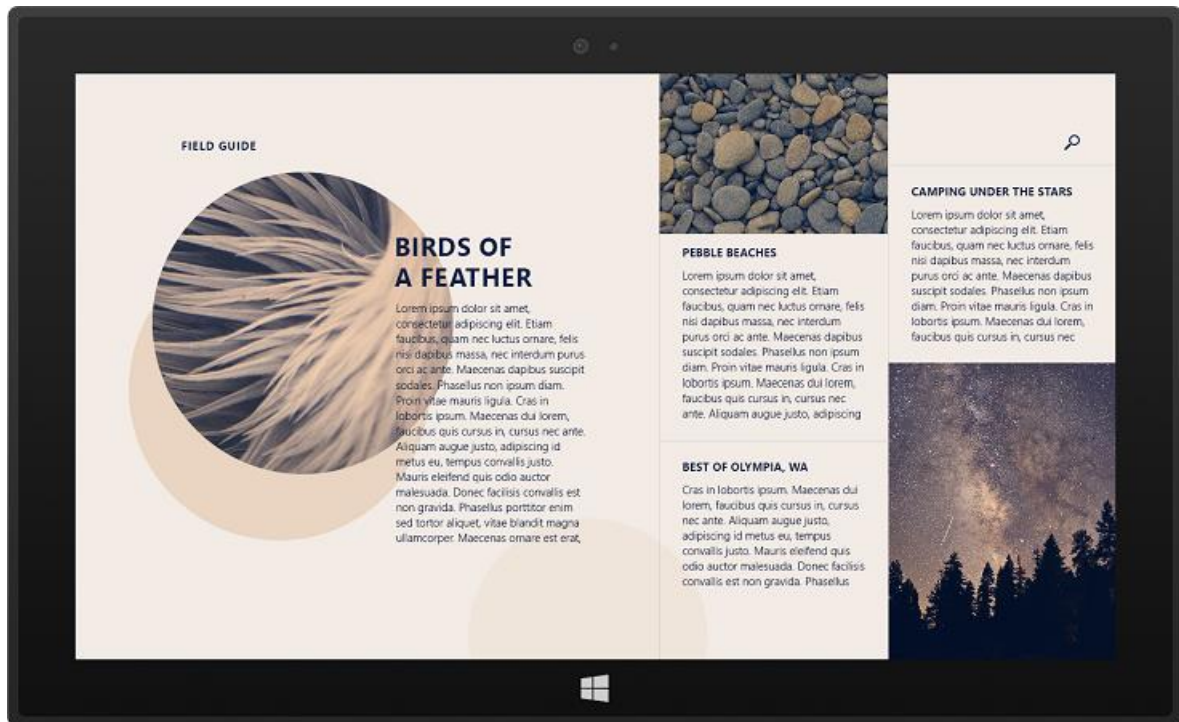 FIELD GUIDE
BIRDS OF
A FEATHER
Lorem ipsum dolor sit amet,
consectetur adipiscing elit. Etiam
faucibus, quam nec luctus ornare, felis
nisi dapibus massa, nec interdum purus
orci ac ante. Maecenas dapibus suscipit
sodales. Phasellus non ipsum diam.
Proin vitae mauris ligula. Cras in
lobortis ipsum. Maecenas dui lorem,
faucibus quis cursus in, cursus nec ante.
Aliquam augue justo, adipiscing id
metus eu, tempus convallis justo.
Mauris eleifend quis odio auctor
malesuada. Donec facilisis convallis est
non gravida. Phasellus porttitor enim
sed tortor aliquet, vitae blandit magna
ullamcorper. Maecenas ornare est erat,
PEBBLE BEACHES
Lorem ipsum dolor sit amet,
consectetur adipiscing elit. Etiam
faucibus, quam nec luctus ornare, felis
nisi dapibus massa, nec interdum
purus orci ac ante. Maecenas dapibus
suscipit sodales. Phasellus non ipsum
diam. Proin vitae mauris ligula. Cras in
lobortis ipsum. Maecenas dui lorem,
faucibus quis cursus in, cursus nec
ante. Aliquam augue justo, adipiscing
BEST OF OLYMPIA, WA
Cras in lobortis ipsum. Maecenas dui
lorem, faucibus quis cursus in, cursus
nec ante. Aliquam augue justo,
adipiscing id metus eu, tempus
convallis justo. Mauris eleifend quis
odio auctor malesuada. Donec facilisis
convallis est non gravida. Phasellus
CAMPING UNDER THE STARS
Lorem ipsum dolor sit amet,
consectetur adipiscing elit. Etiam
faucibus, quam nec luctus ornare, felis
nisi dapibus massa, nec interdum
purus orci ac ante. Maecenas dapibus
suscipit sodales. Phasellus non ipsum
diam. Proin vitae mauris ligula. Cras in
lobortis ipsum. Maecenas dui lorem,
faucibus quis cursus in, cursus nec